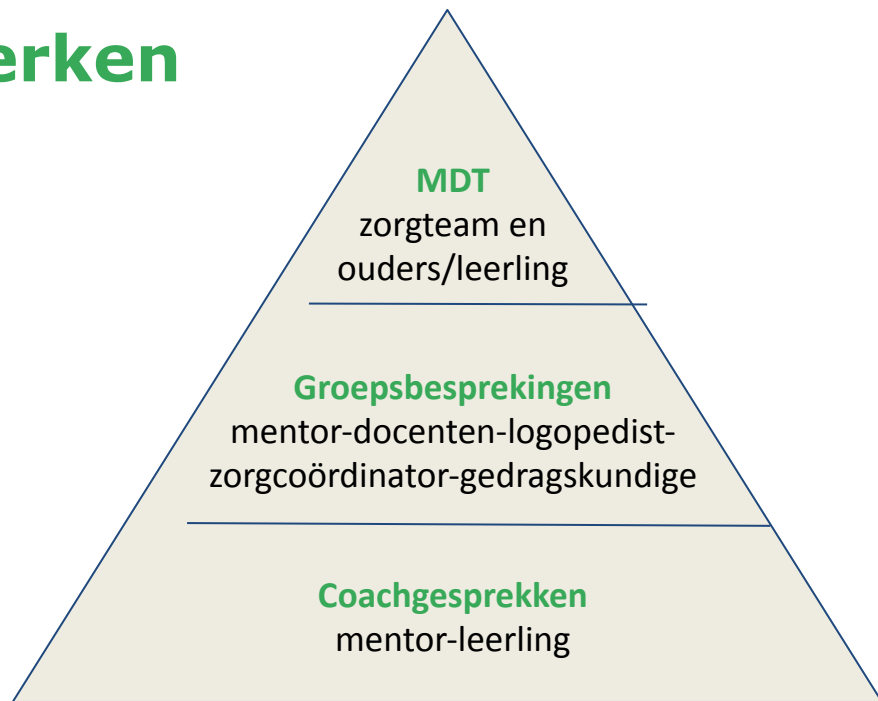 erken
MDT
zorgteam en
ouders/leerling
Groepsbesprekingen
mentor-docenten-logopedist-
zorgcoördinator-gedragskundige
Coachgesprekken
mentor-leerling